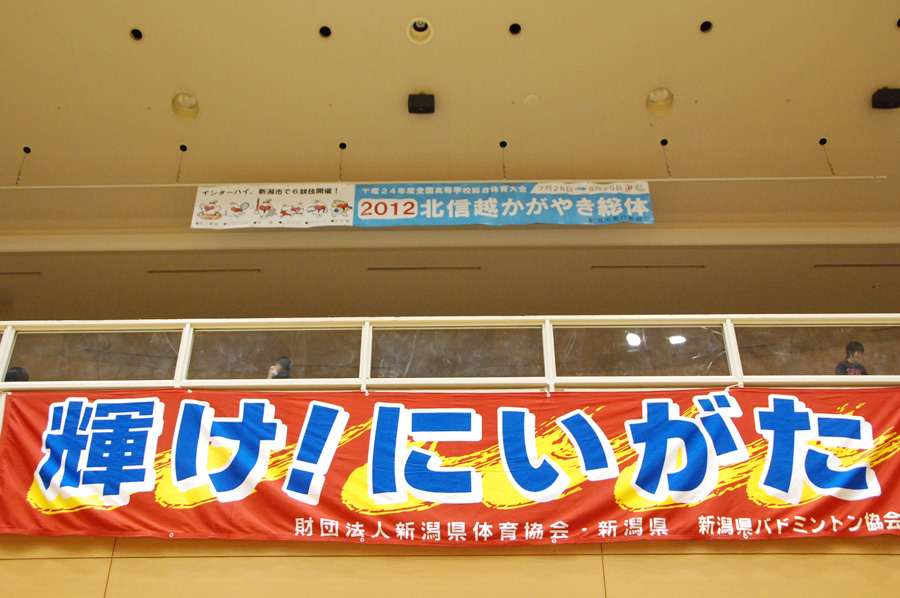 インターハイ、新潟市で6競技開催！
平成24年度全国高等学校総合体育大会 7月28日→8月20日
2012 北信越かがやき総体
輝け！にいがた
財団法人新潟県体育協会・新潟県 新潟県バドミントン協会